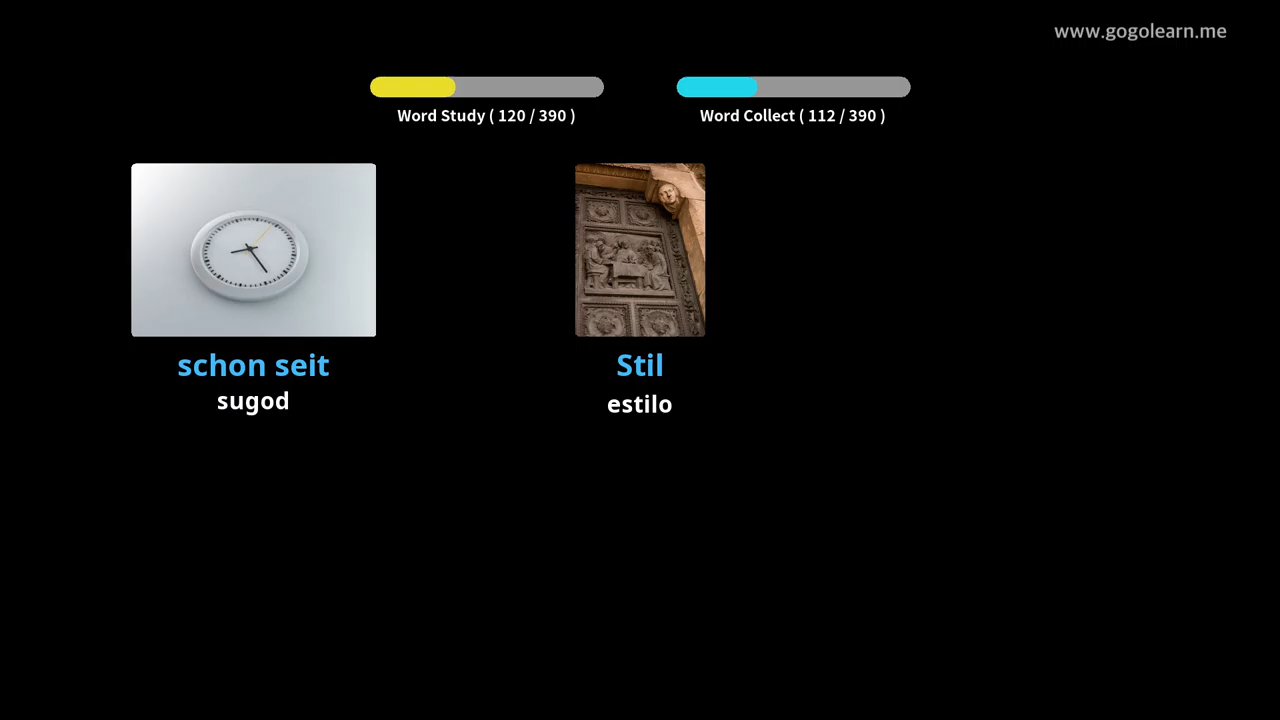 www.gogolearn.me
Word Study ( 120 / 390 )
Word Collect ( 112 / 390 )
schon seit
sugod
Stil
estilo